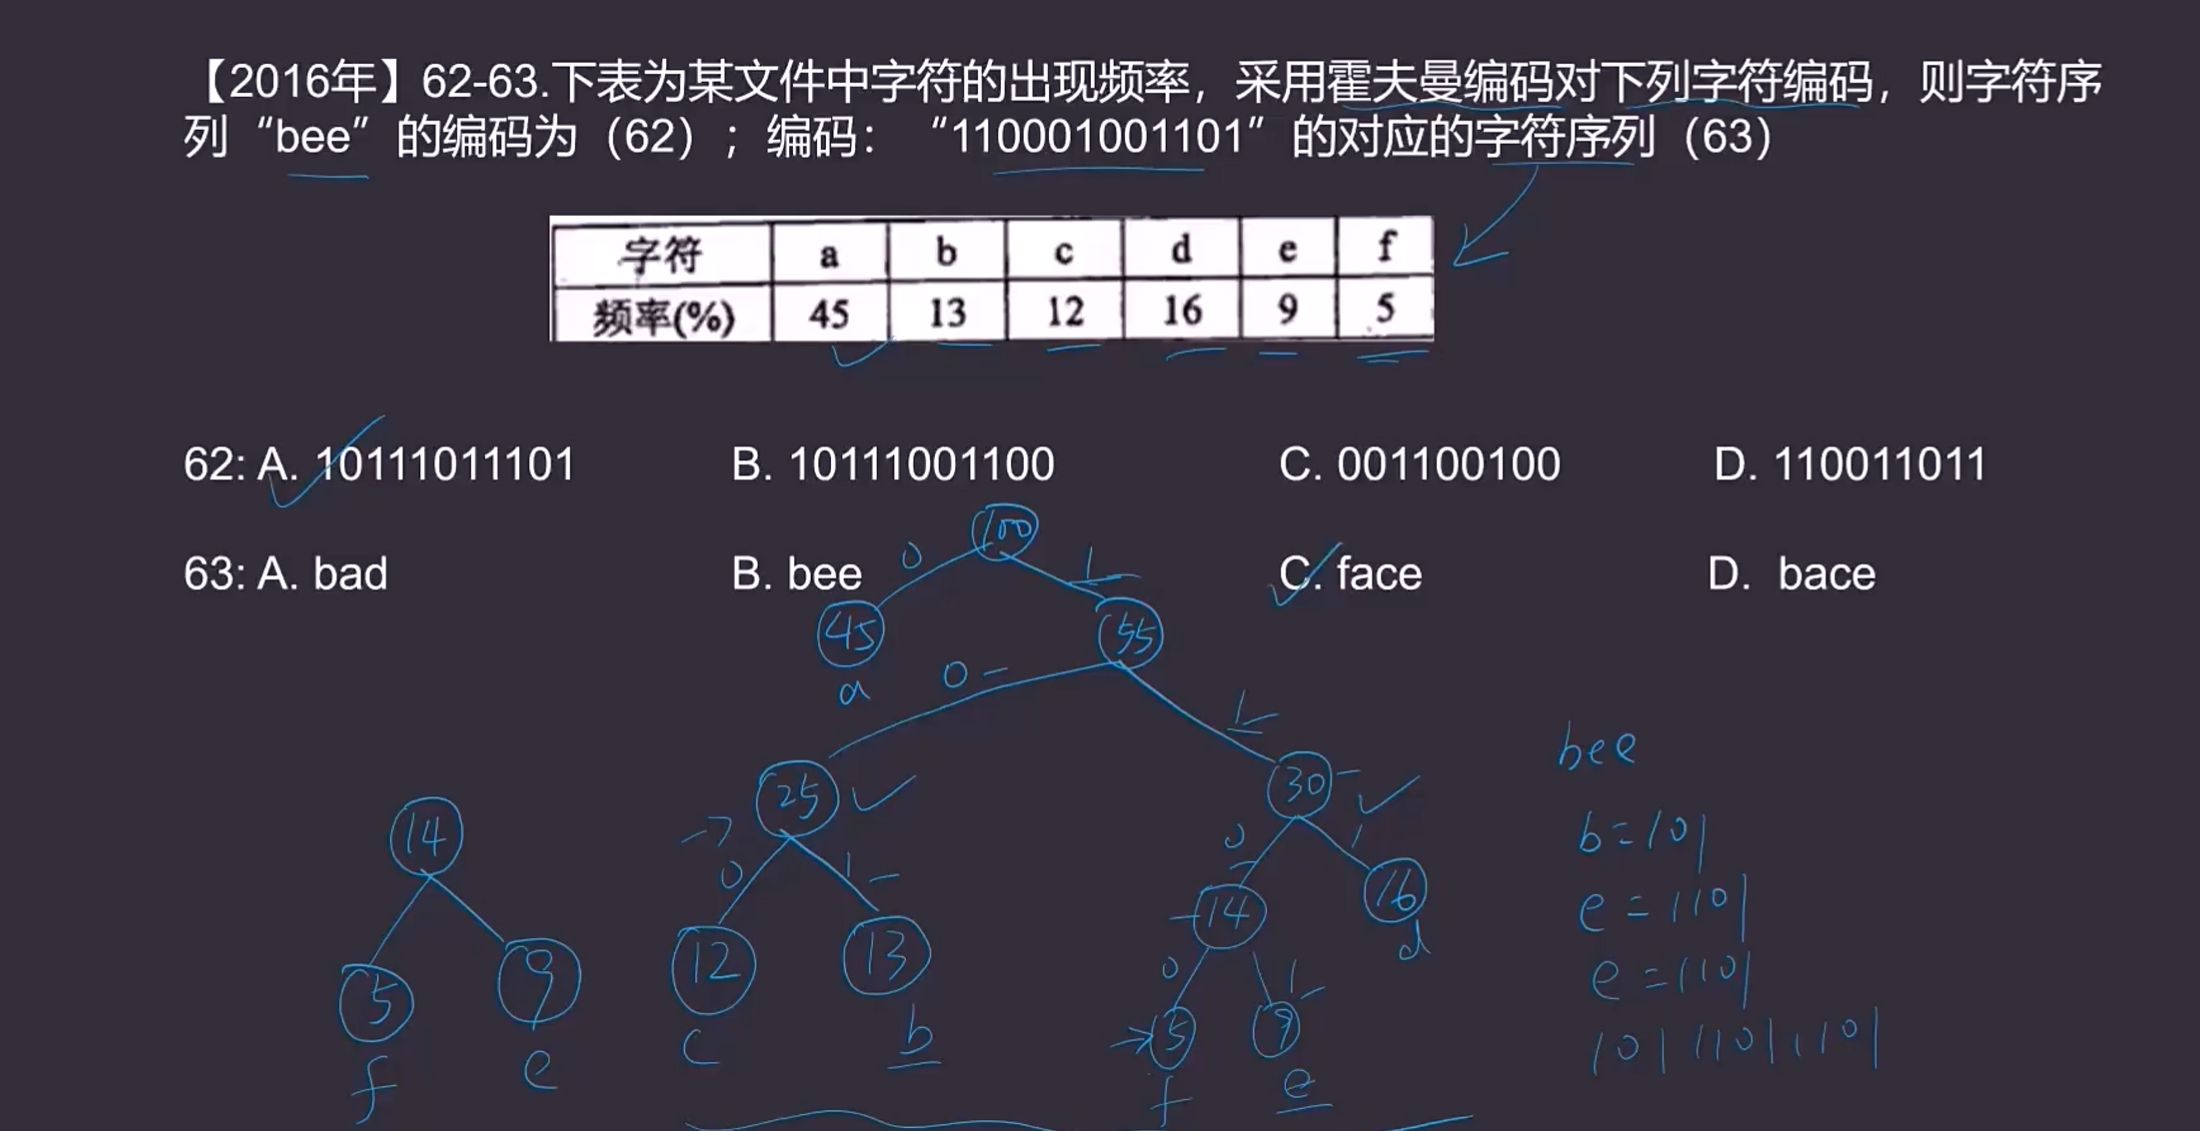 【2016年】62-63.下表为某文件中字符的出现频率，采用霍夫曼编码对下列字符编码，则字符序
列“bee”的编码为（62）；编码：“110001001101”的对应的字符序列（63）
字符 a b c d e f
频率(%) 45 13 12 16 9 5
62: A. 10111011101 B. 10111001100 C. 001100100 D. 110011011
63: A. bad B. bee C. face D. bace
100
0 1
45 55
a
0 1
25 30
14
0 1 0 1
5 9 12 13 14 16
f e c b d
0 1
5 9
f e
bee
b=101
e=1101
e=1101
10111011101